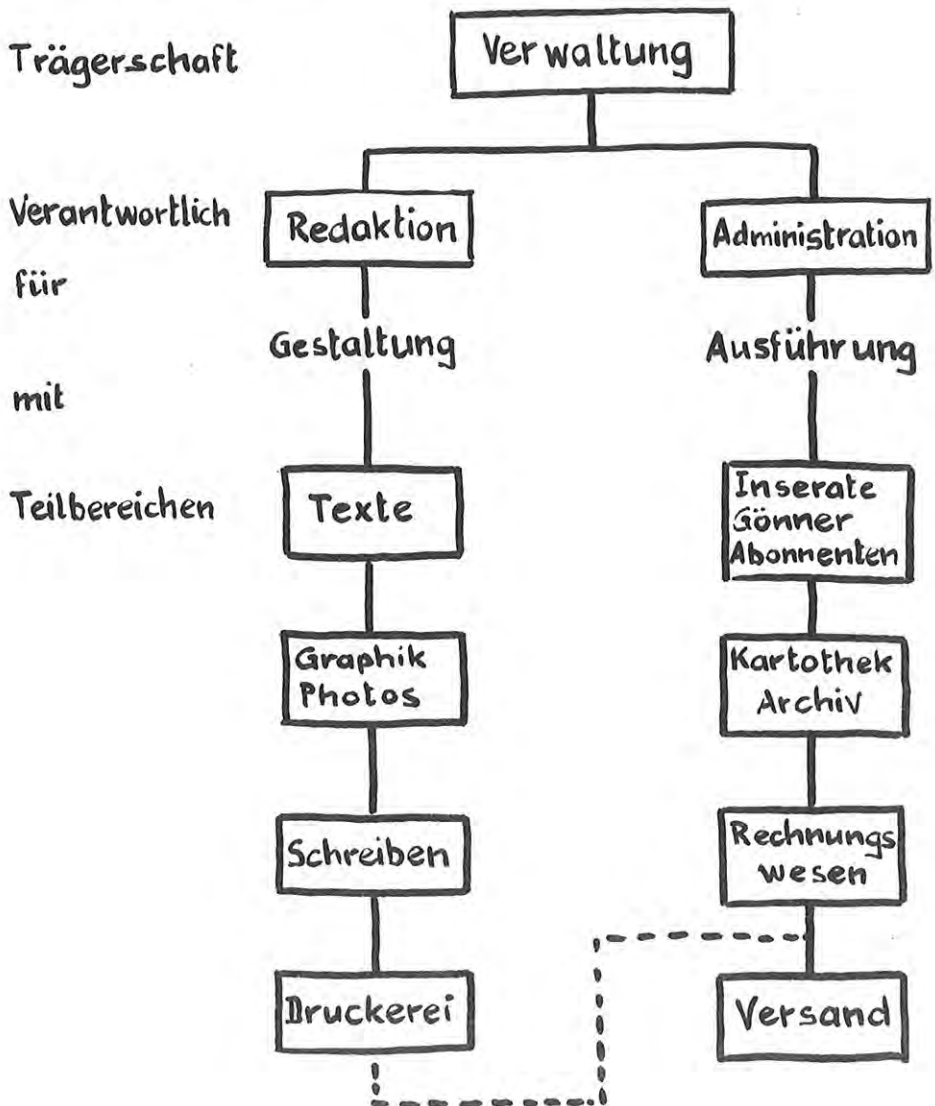 Trägerschaft
Verwaltung
Verantwortlich
Redaktion
Administration
für
Gestaltung
Ausführung
mit
Teilbereichen
Texte
Inserate
Gönner
Abonnenten
Graphik
Photos
Kartothek
Archiv
Schreiben
Rechnungs
wesen
Druckerei
Versand